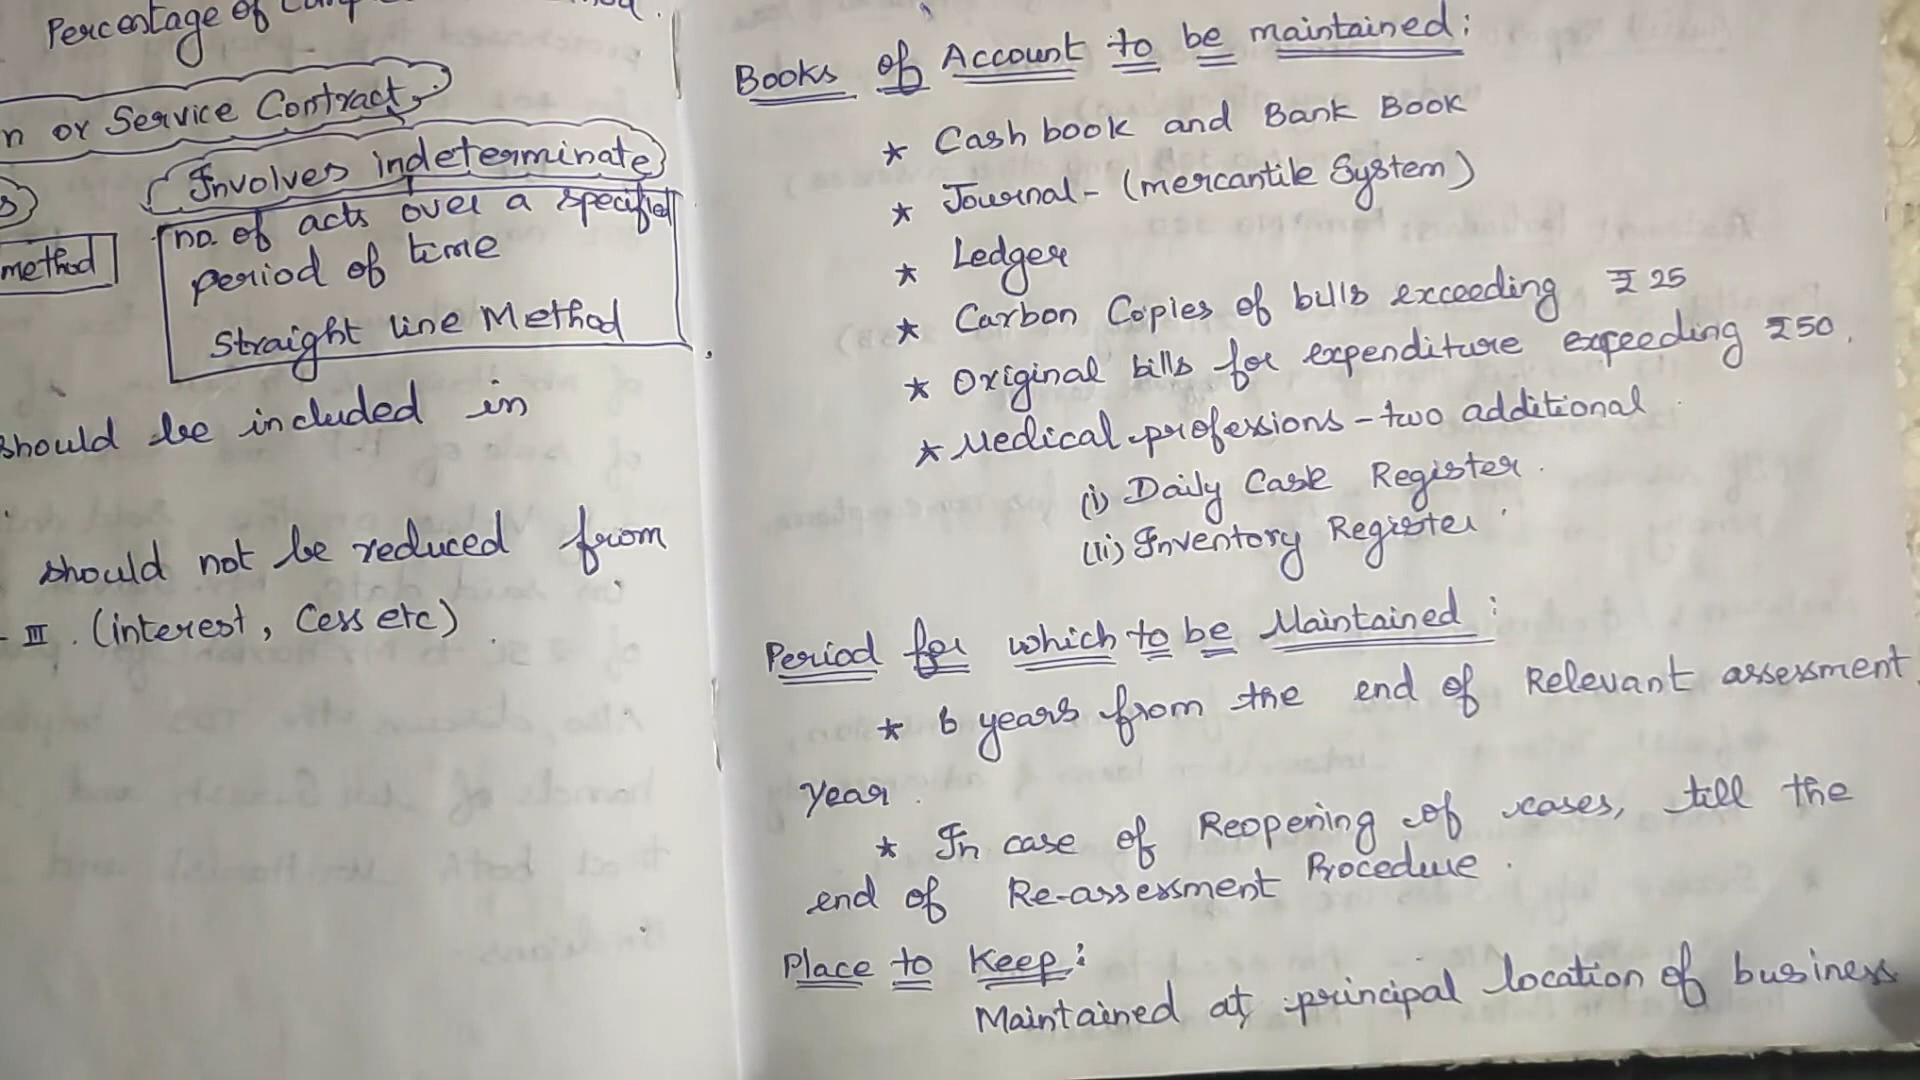 Percentage of
n or Service Contract
Involves indeterminate
no. of acts over a specified
method
period of time
Straight line Method
should be included in
should not be reduced from
III. (interest, Cess etc)
Books of Account to be maintained:
* Cash book and Bank Book
* Journal - (mercantile System)
* Ledger
* Carbon Copies of bills exceeding ₹ 25
* Original bills for expenditure exceeding ₹50.
* Medical professions - two additional
(i) Daily Case Register.
(ii) Inventory Register.
Period for which to be Maintained:
* 6 years from the end of Relevant assessment
Year.
* In case of Reopening of cases, till the
end of Re-assessment Procedure.
Place to Keep:
Maintained at principal location of business